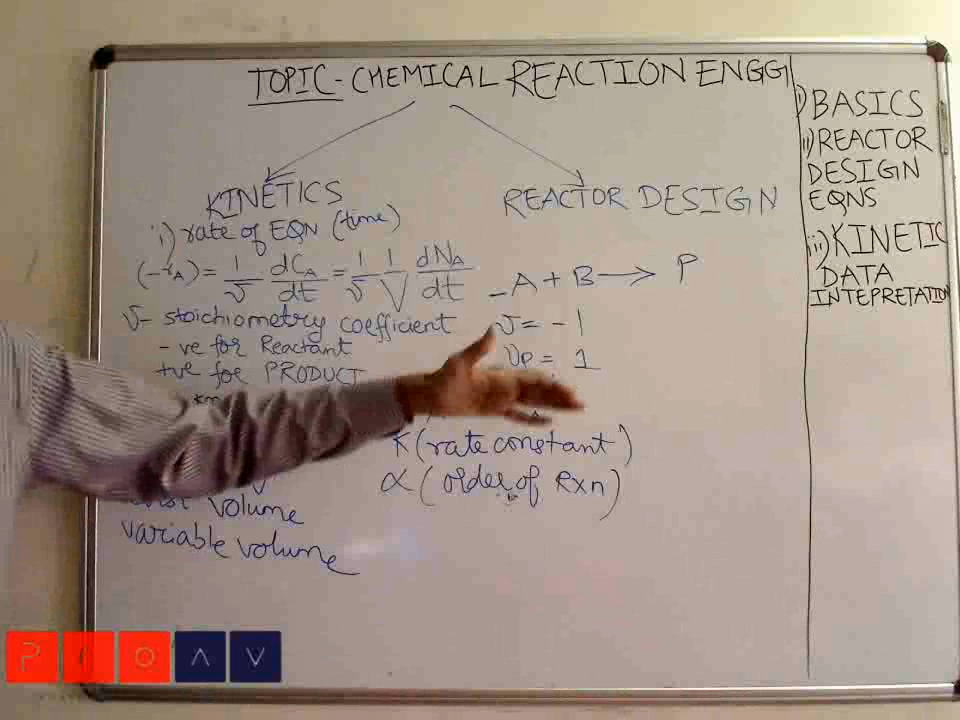 TOPIC - CHEMICAL REACTION ENGG
KINETICS
i) rate of EQN (time)
(-rA) = 1/ν dCA/dt = 1/ν 1/V dNA/dt
ν - stoichiometry coefficient
- ve for Reactant
+ve for PRODUCT
volume
variable volume
REACTOR DESIGN
- A + B → P
ν = - 1
νp = 1
K (rate constant)
α (order of Rxn)
i) BASICS
ii) REACTOR
DESIGN
EQNS
iii) KINETIC
DATA
INTEPRETATION
P R O Λ V